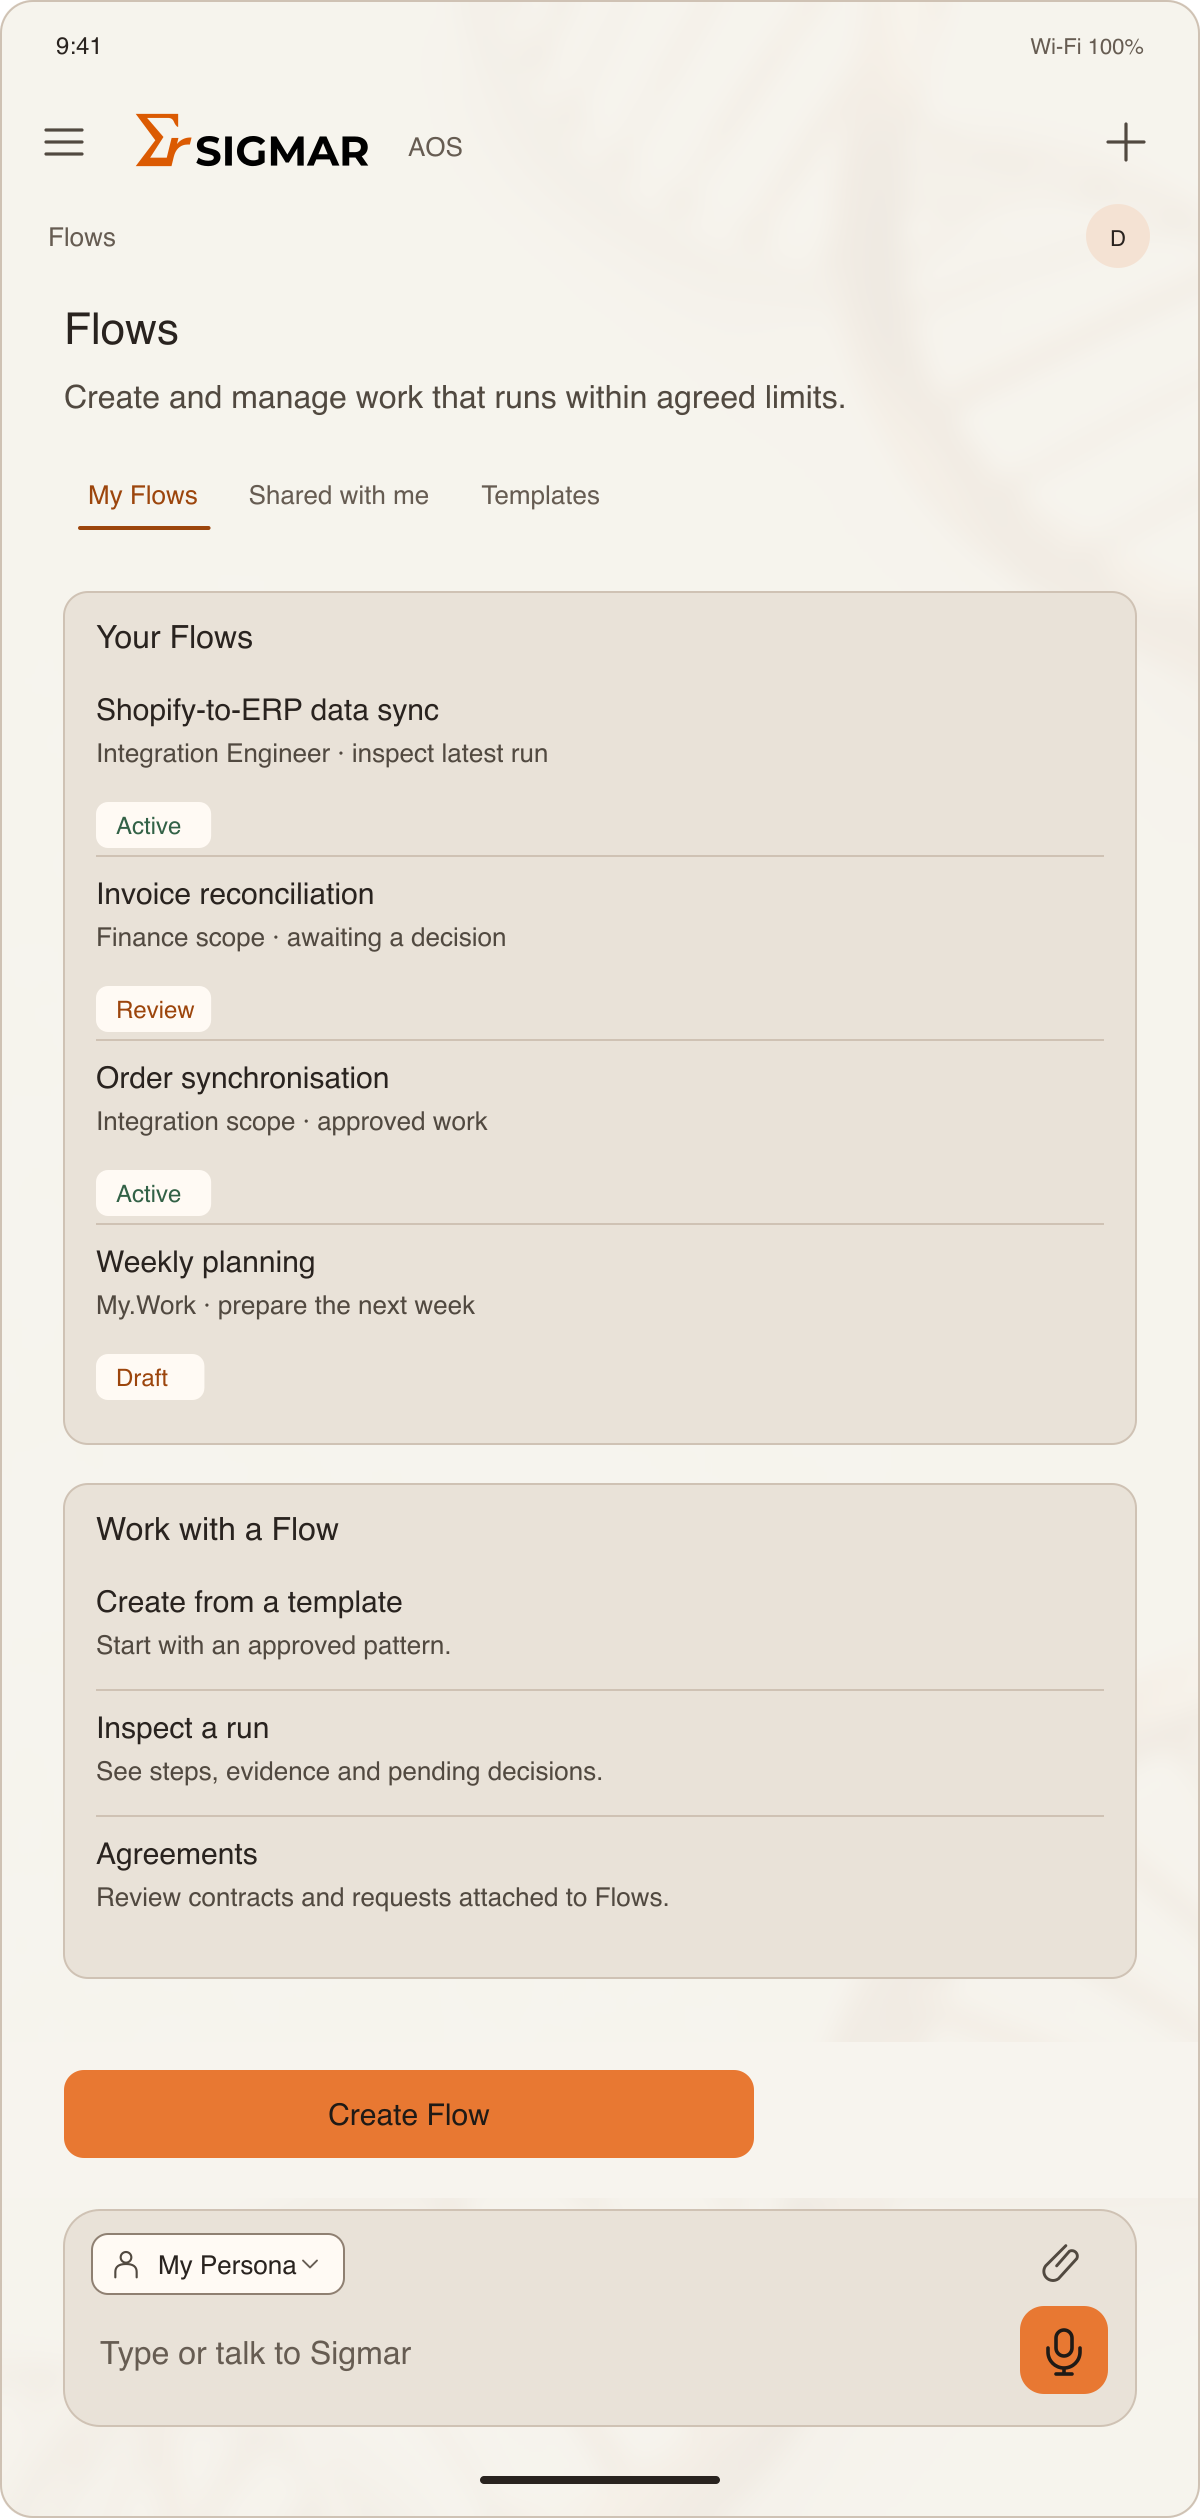 9:41
Wi-Fi 100%
Σr SIGMAR AOS
Flows
D
Flows
Create and manage work that runs within agreed limits.
My Flows
Shared with me
Templates
Your Flows
Shopify-to-ERP data sync
Integration Engineer · inspect latest run
Active
Invoice reconciliation
Finance scope · awaiting a decision
Review
Order synchronisation
Integration scope · approved work
Active
Weekly planning
My.Work · prepare the next week
Draft
Work with a Flow
Create from a template
Start with an approved pattern.
Inspect a run
See steps, evidence and pending decisions.
Agreements
Review contracts and requests attached to Flows.
Create Flow
My Persona
Type or talk to Sigmar